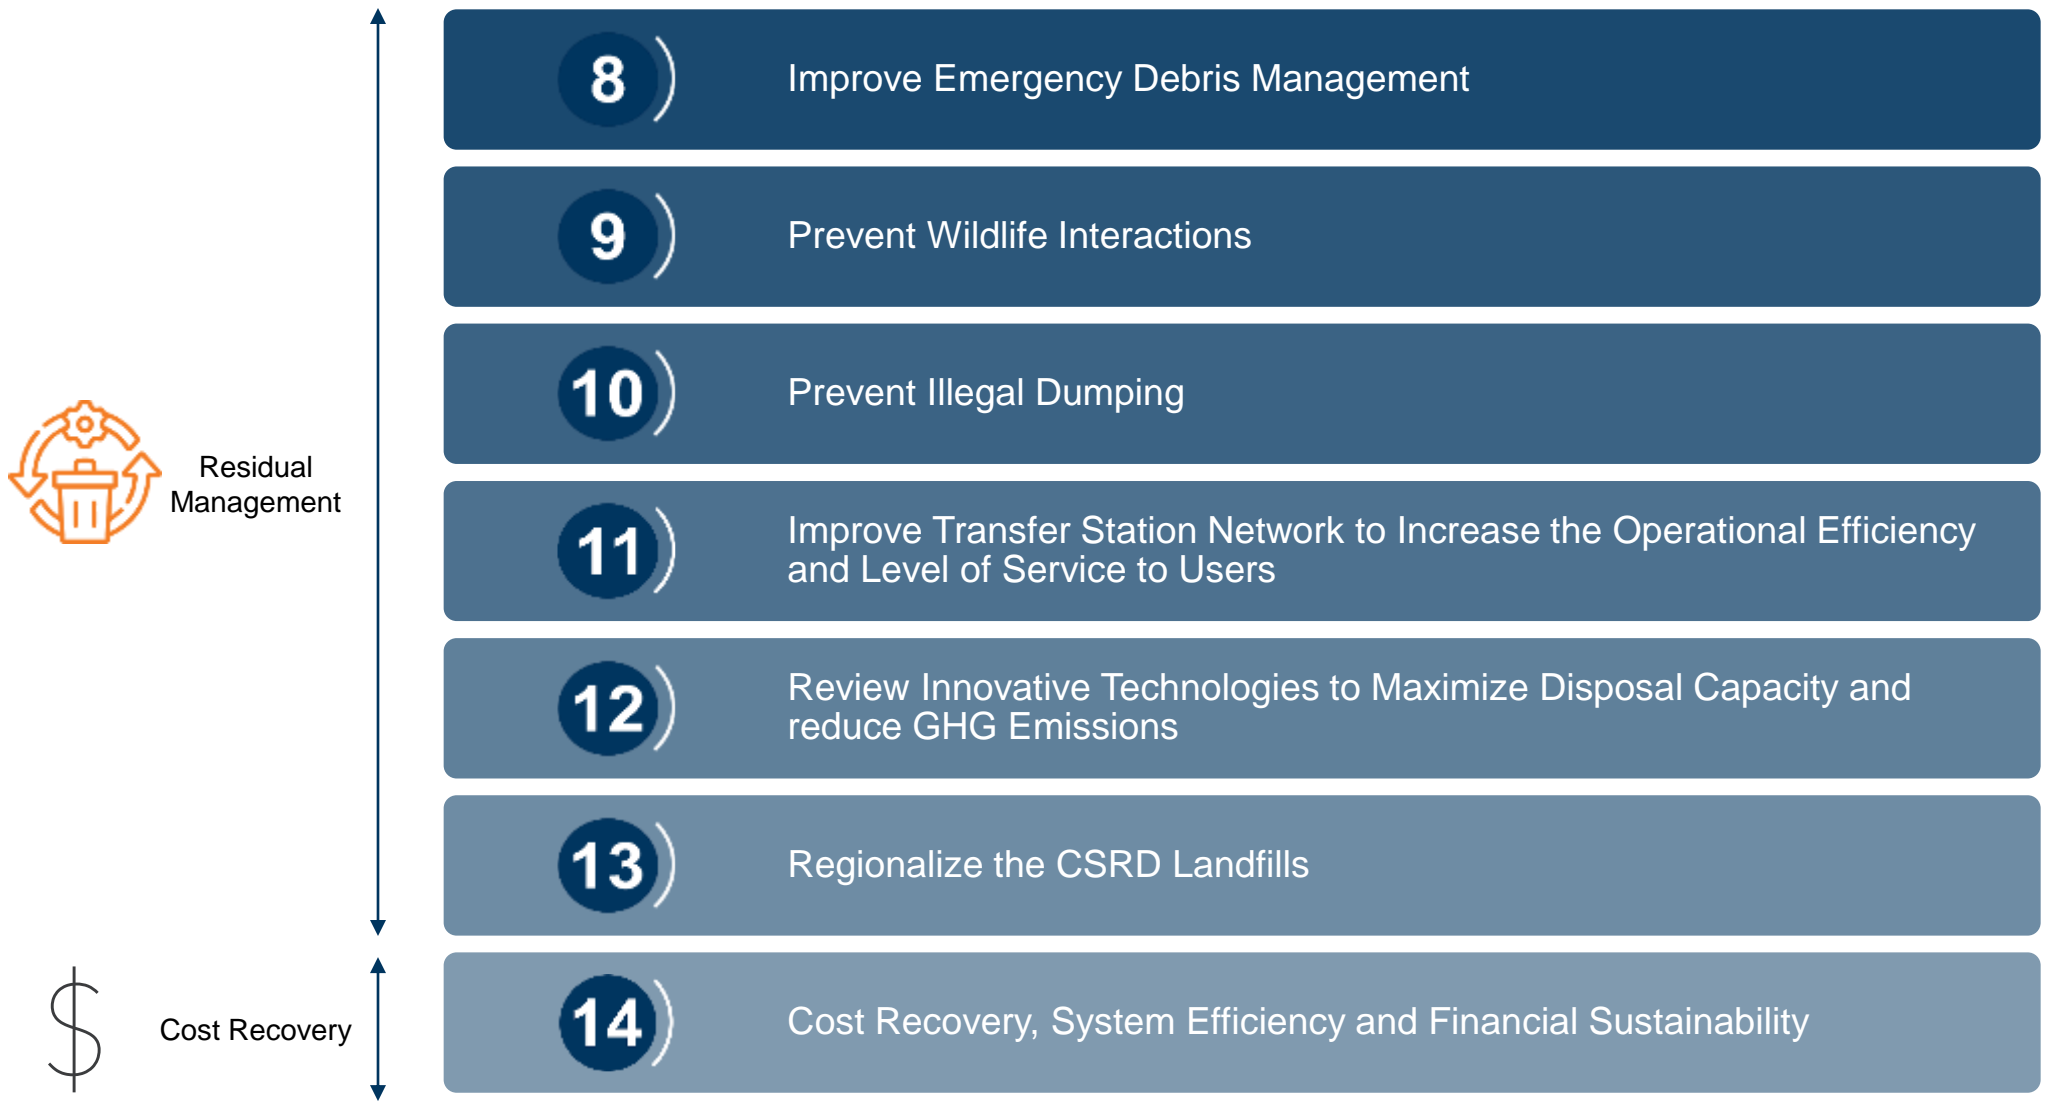 8
Improve Emergency Debris Management
9
Prevent Wildlife Interactions
10
Prevent Illegal Dumping
Residual
Management
11
Improve Transfer Station Network to Increase the Operational Efficiency
and Level of Service to Users
12
Review Innovative Technologies to Maximize Disposal Capacity and
reduce GHG Emissions
13
Regionalize the CSRD Landfills
$
Cost Recovery
14
Cost Recovery, System Efficiency and Financial Sustainability